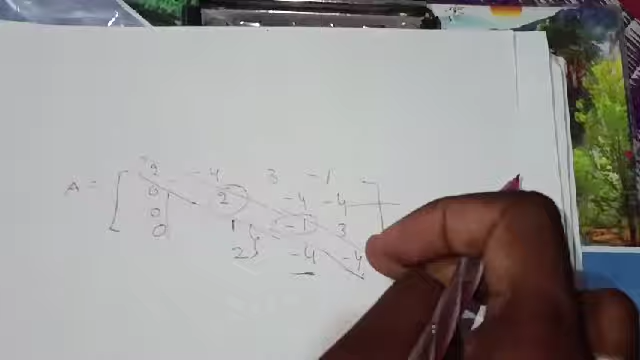 2 -4 3 -1
A = [ 0 2 -4 -4 ]
0 1 -1 3
0 2 -4 -4